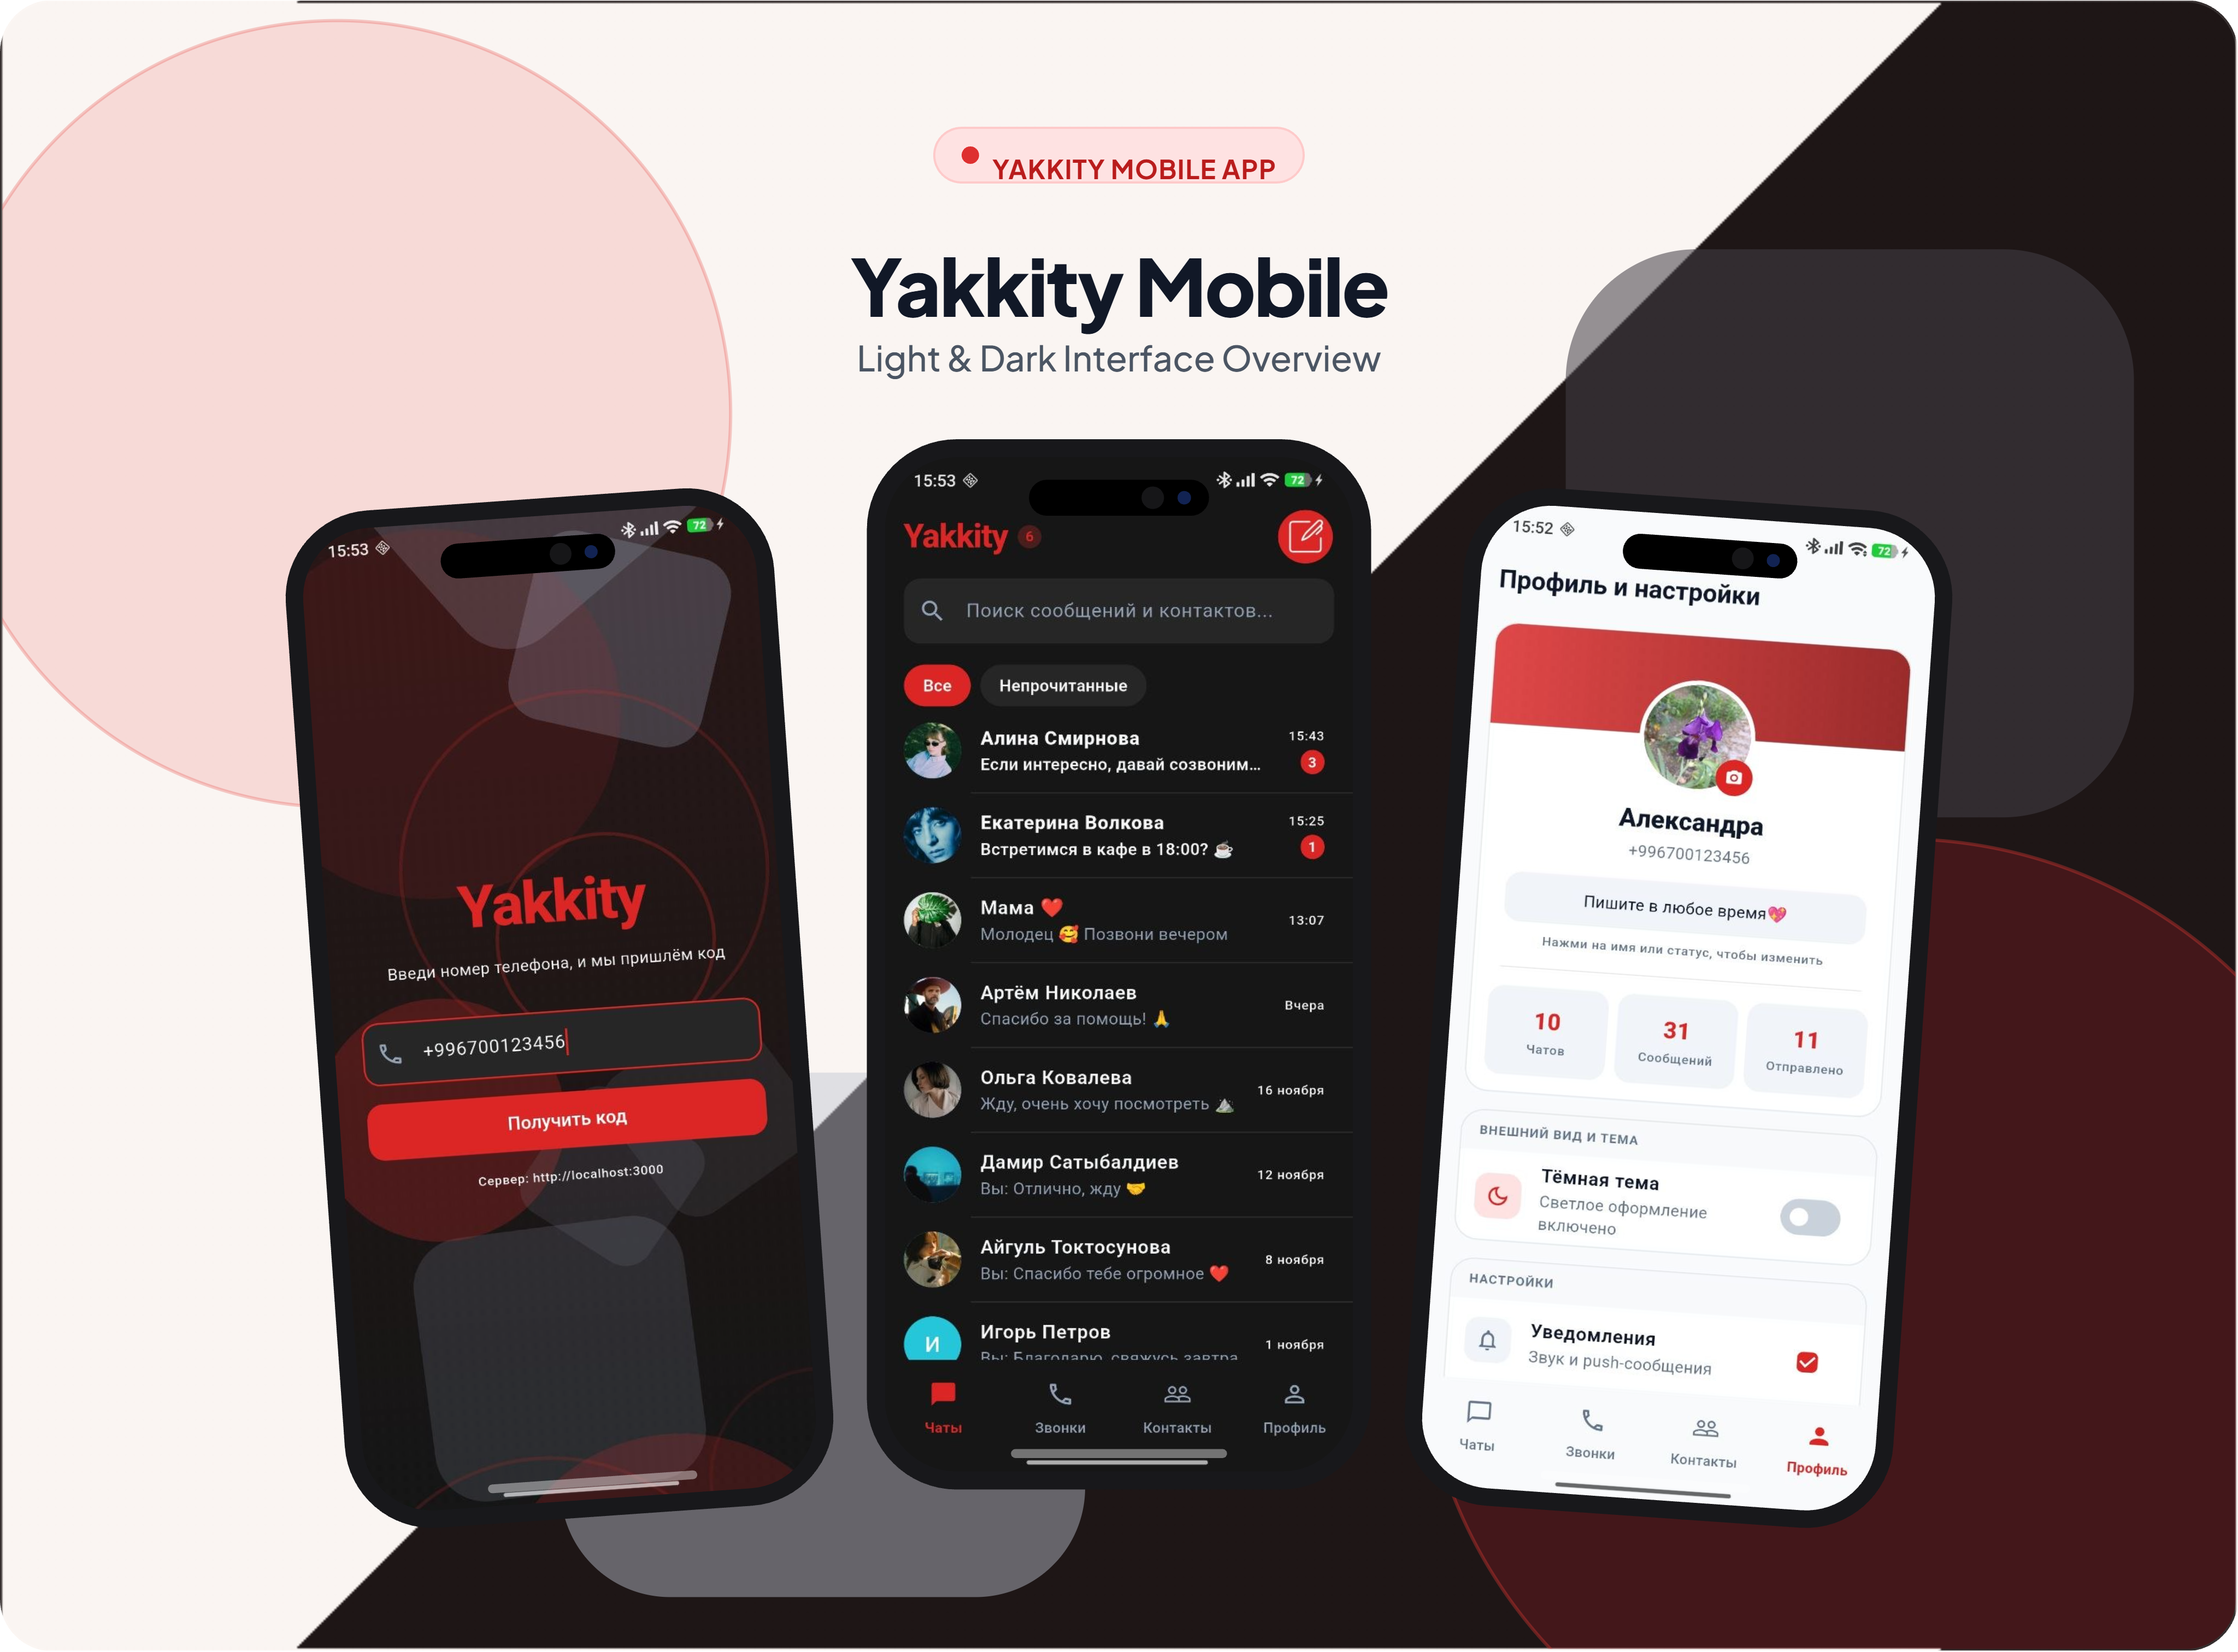 YAKKITY MOBILE APP
Yakkity Mobile
Light & Dark Interface Overview
15:53
72
Yakkity
Введи номер телефона, и мы пришлём код
+996700123456
Получить код
Сервер: http://localhost:3000
15:53
72
Yakkity 6
Поиск сообщений и контактов...
Все
Непрочитанные
Алина Смирнова
15:43
Если интересно, давай созвоним...
3
Екатерина Волкова
15:25
Встретимся в кафе в 18:00? ☕
1
Мама ❤️
13:07
Молодец 🥰 Позвони вечером
Артём Николаев
Вчера
Спасибо за помощь! 🙏
Ольга Ковалева
16 ноября
Жду, очень хочу посмотреть 🏔️
Дамир Сатыбалдиев
12 ноября
Вы: Отлично, жду 🤝
Айгуль Токтосунова
8 ноября
Вы: Спасибо тебе огромное ❤️
И
Игорь Петров
1 ноября
Вы: Благодарю, свяжусь завтра
Чаты
Звонки
Контакты
Профиль
15:52
72
Профиль и настройки
Александра
+996700123456
Пишите в любое время💖
Нажми на имя или статус, чтобы изменить
10
Чатов
31
Сообщений
11
Отправлено
ВНЕШНИЙ ВИД И ТЕМА
Тёмная тема
Светлое оформление
включено
НАСТРОЙКИ
Уведомления
Звук и push-сообщения
Чаты
Звонки
Контакты
Профиль